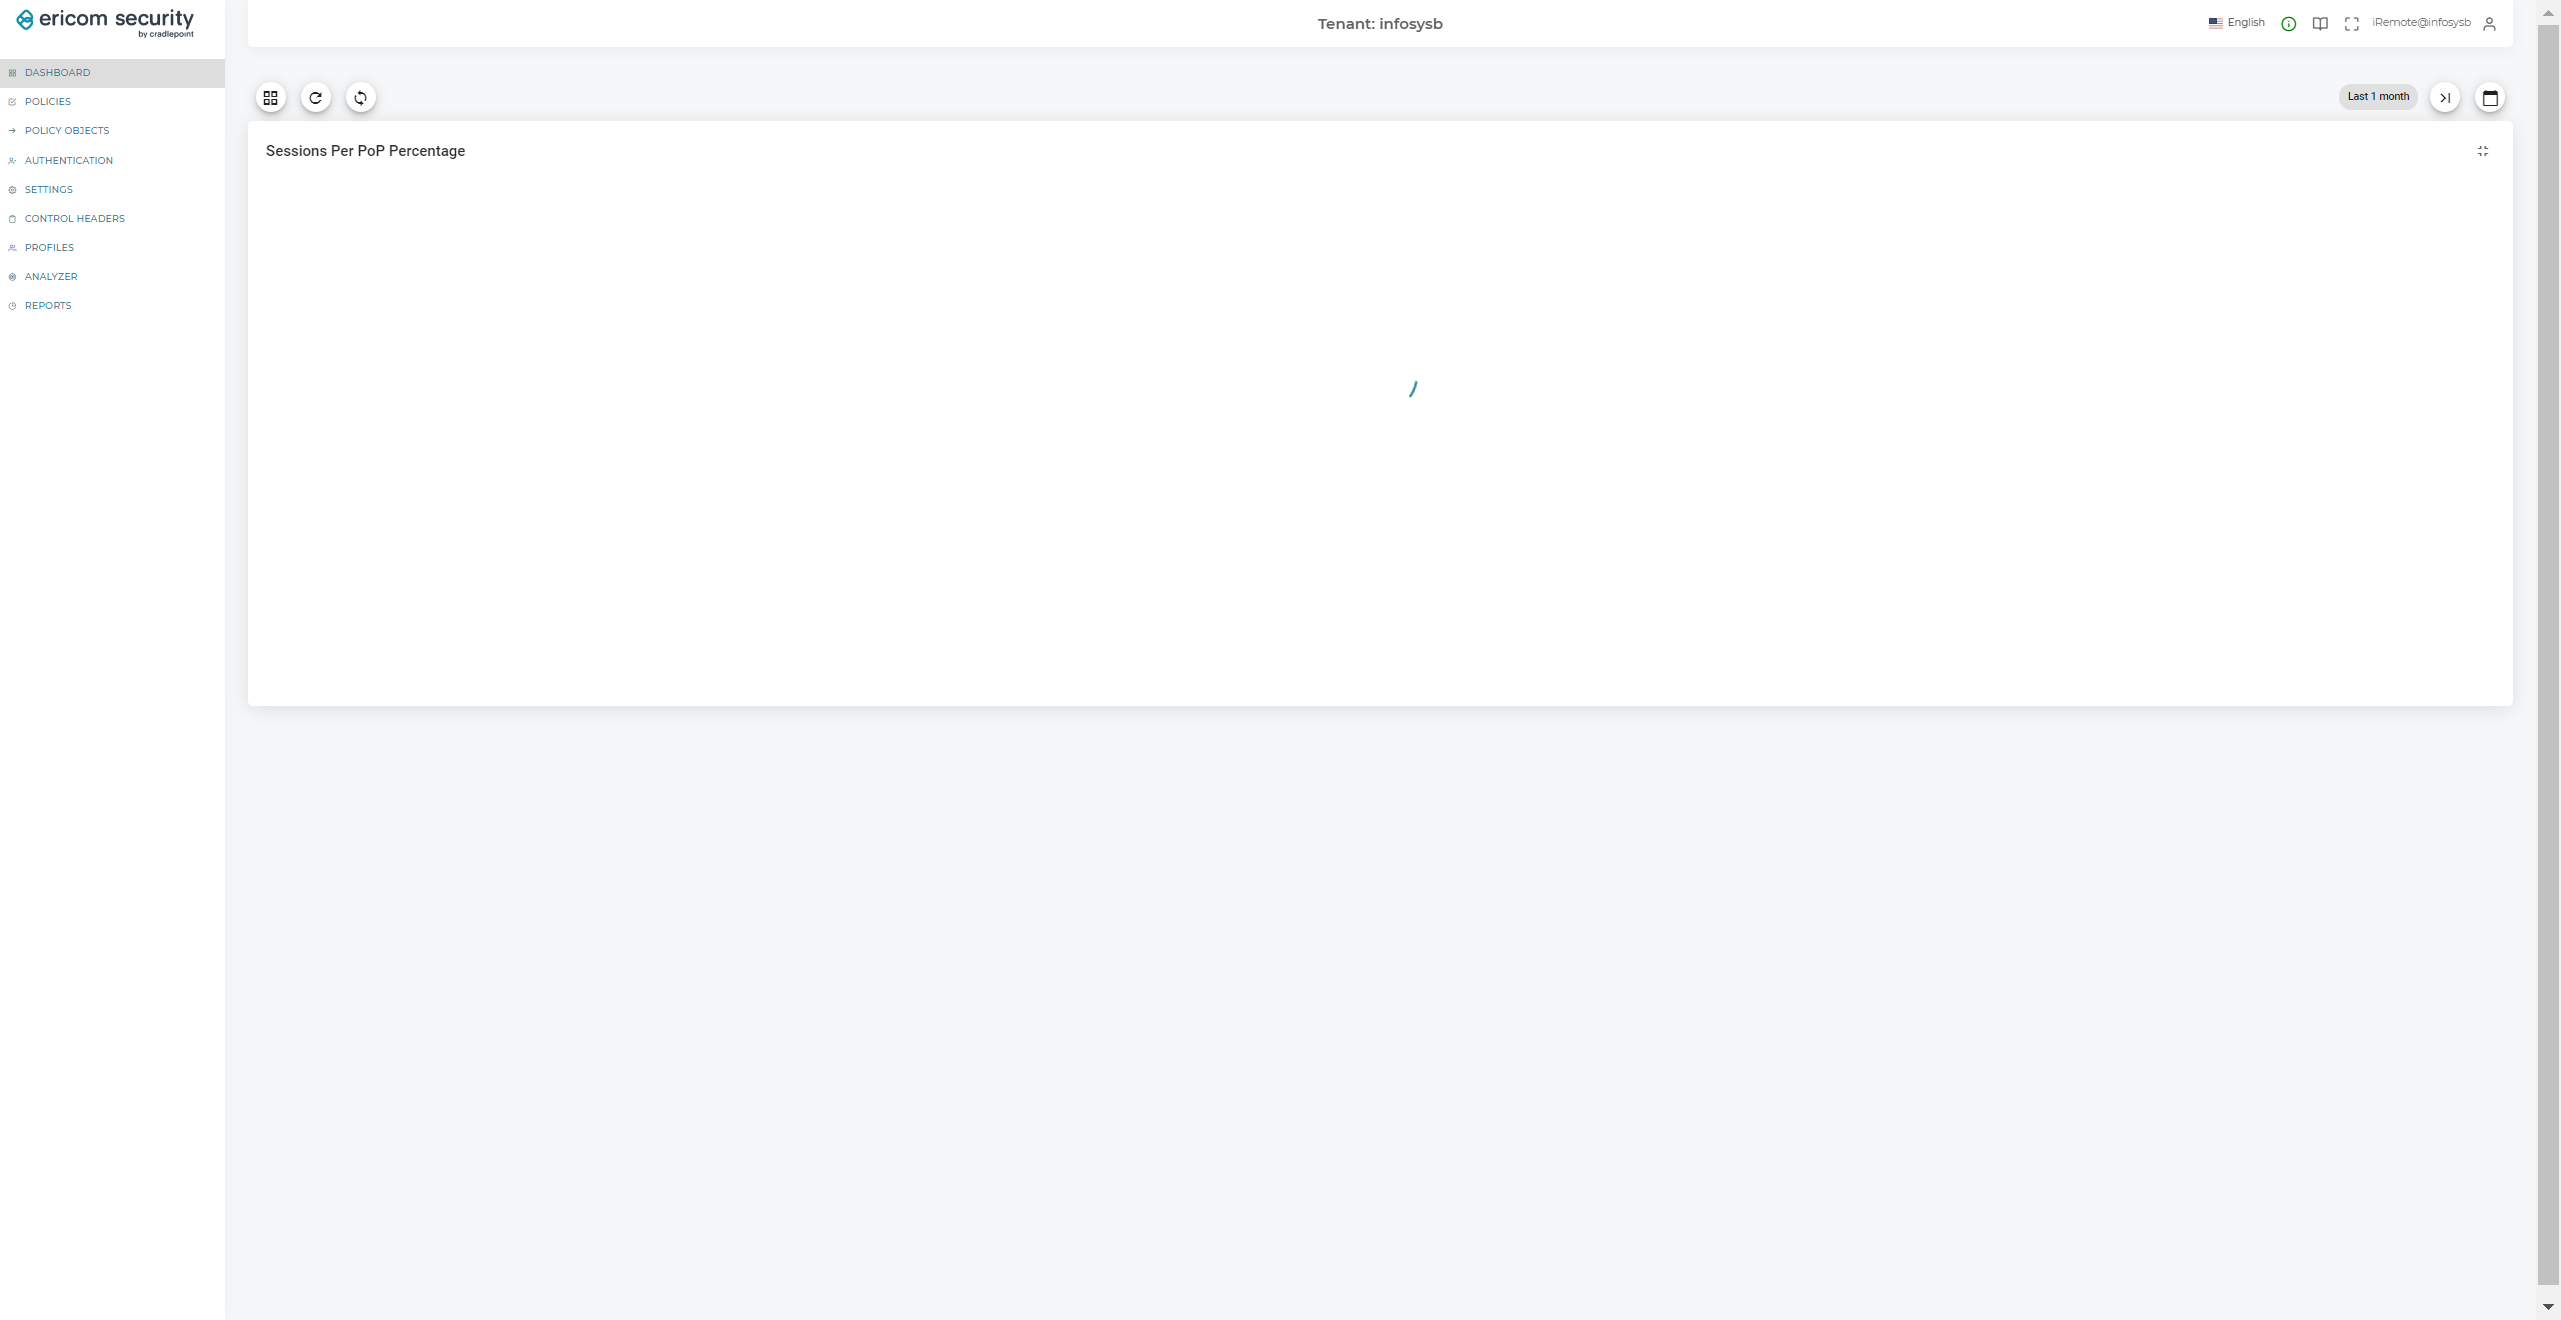 ericom security
by cradlepoint
Tenant: infosysb
English
iRemote@infosysb
DASHBOARD
POLICIES
POLICY OBJECTS
AUTHENTICATION
SETTINGS
CONTROL HEADERS
PROFILES
ANALYZER
REPORTS
Last 1 month
Sessions Per PoP Percentage